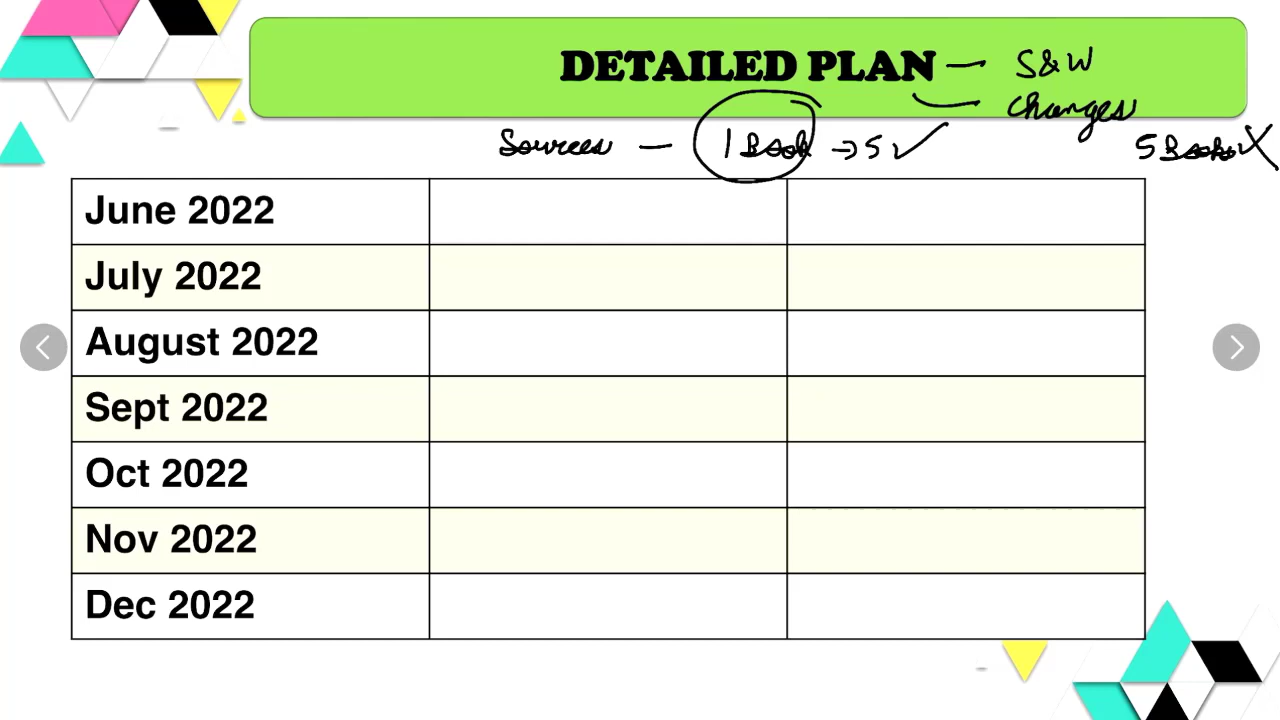 DETAILED PLAN — S&W
— Changes
Sources — 1 Book → 5 ✓ 5 Books X
June 2022
July 2022
August 2022
Sept 2022
Oct 2022
Nov 2022
Dec 2022